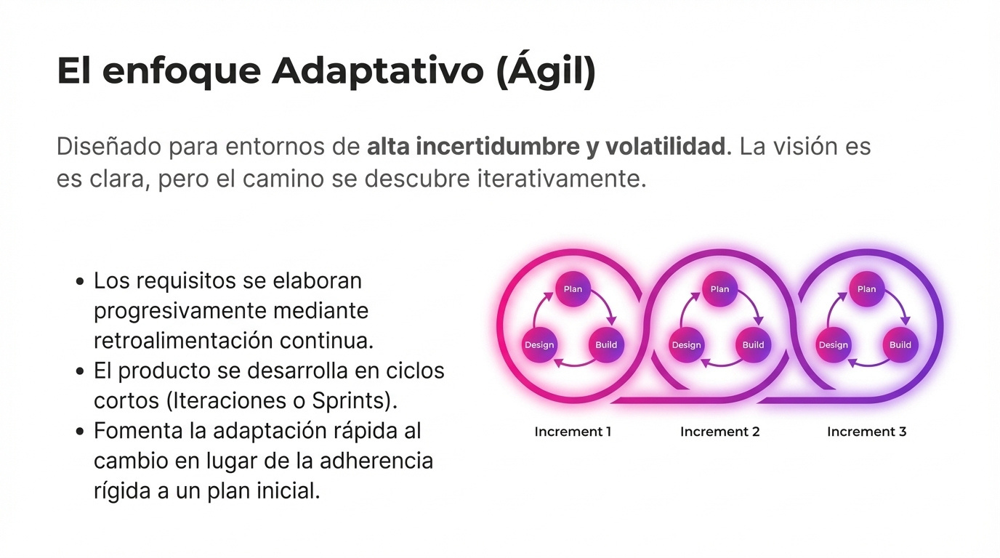 El enfoque Adaptativo (Ágil)
Diseñado para entornos de alta incertidumbre y volatilidad. La visión es
es clara, pero el camino se descubre iterativamente.
• Los requisitos se elaboran
progresivamente mediante
retroalimentación continua.
• El producto se desarrolla en ciclos
cortos (Iteraciones o Sprints).
• Fomenta la adaptación rápida al
cambio en lugar de la adherencia
rígida a un plan inicial.
Plan
Design
Build
Increment 1
Plan
Design
Build
Increment 2
Plan
Design
Build
Increment 3